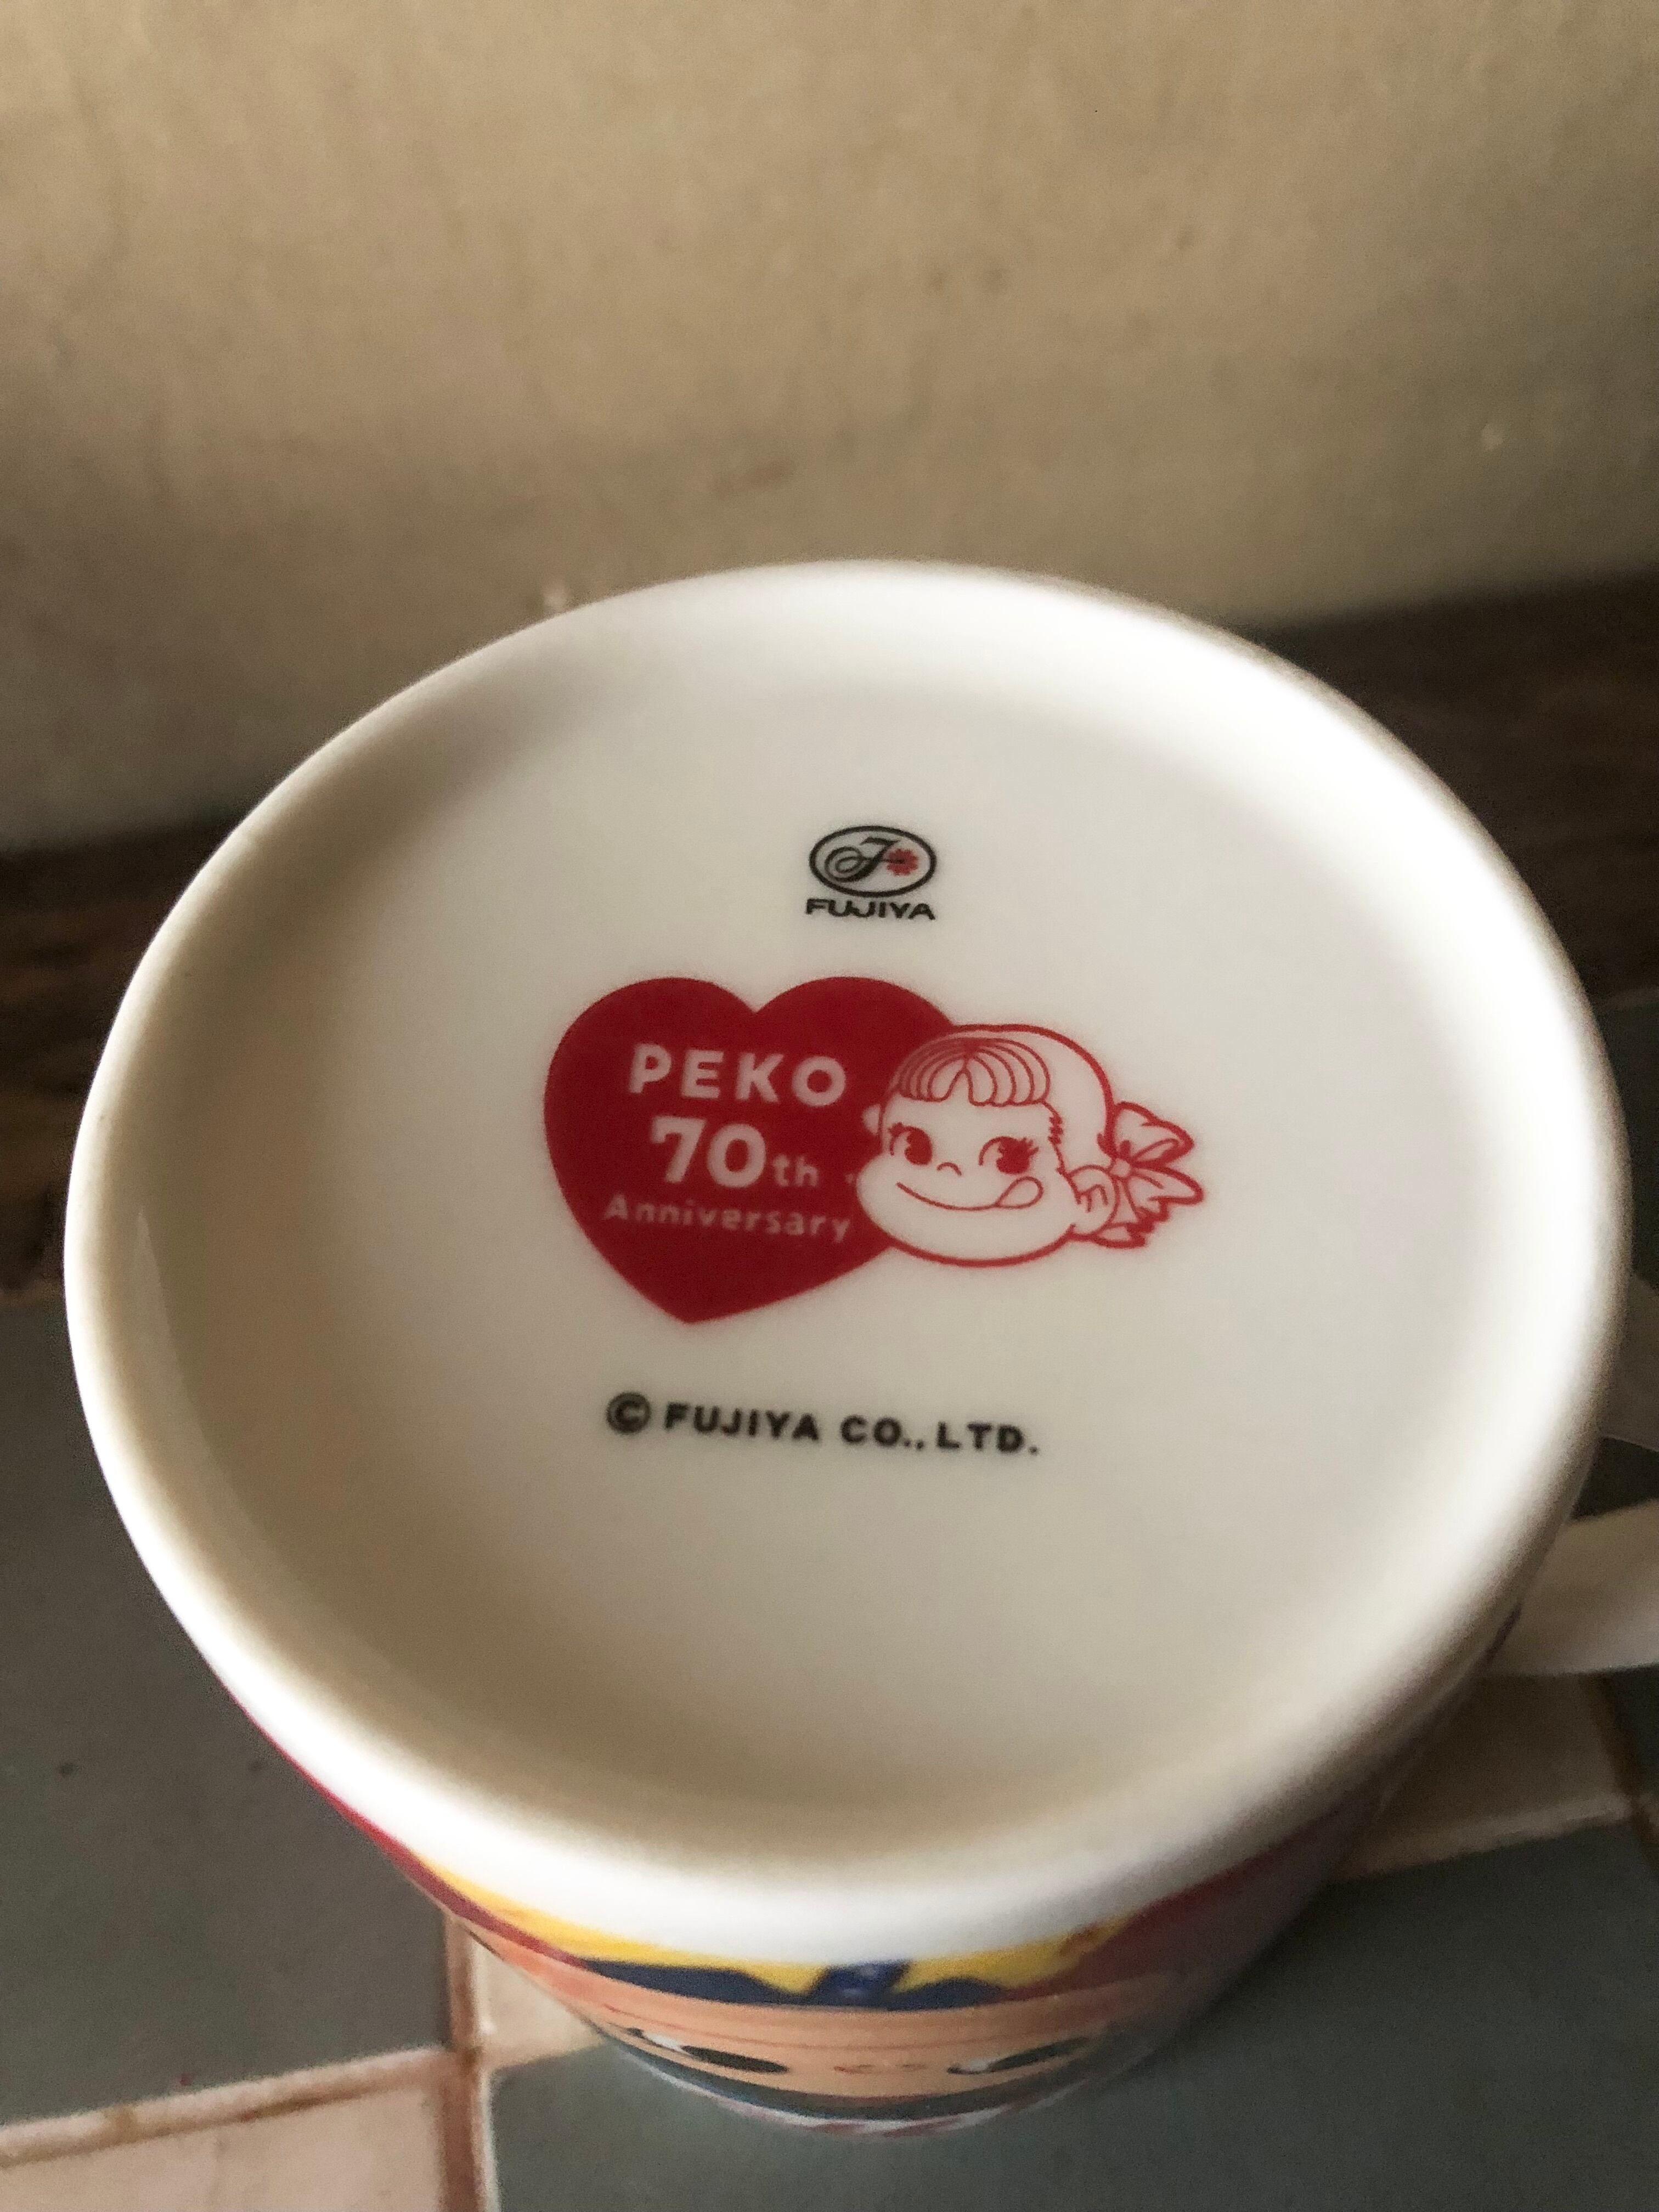 FUJIYA
PEKO
70th
Anniversary
© FUJIYA CO., LTD.